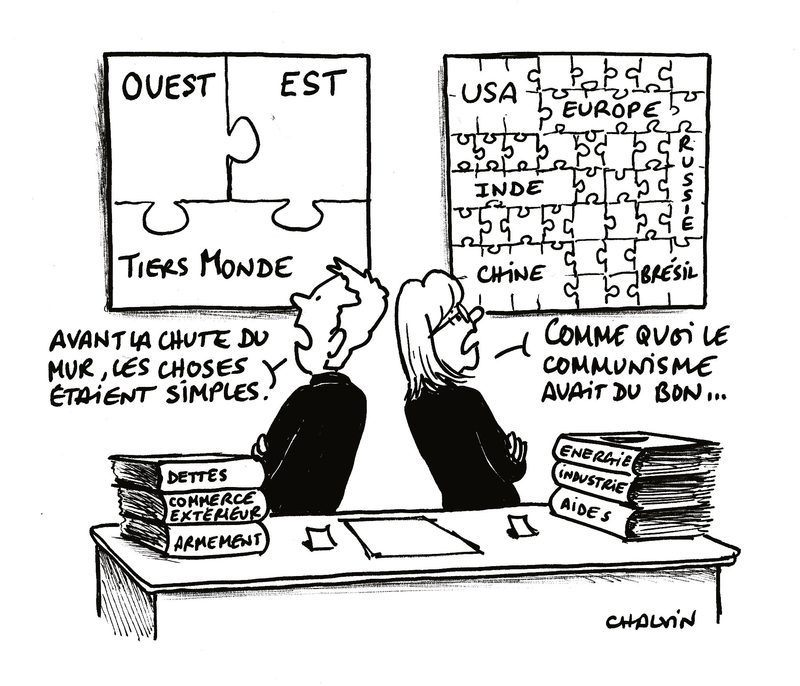 OUEST
EST
TIERS MONDE
USA
EUROPE
RUSSIE
INDE
CHINE
BRÉSIL
AVANT LA CHUTE DU
MUR, LES CHOSES
ÉTAIENT SIMPLES.
COMME QUOI LE
COMMUNISME
AVAIT DU BON...
DETTES
COMMERCE
EXTÉRIEUR
ARMEMENT
ENERGIE
INDUSTRIE
AIDES
CHALVIN